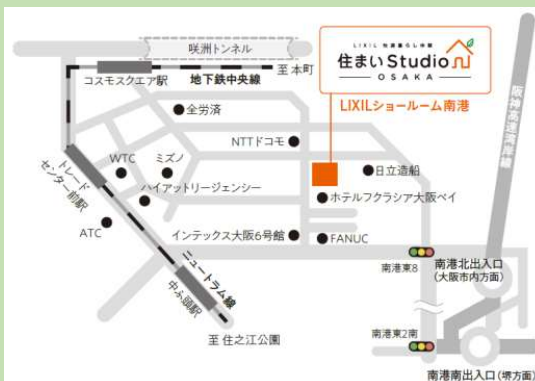 LIXIL 快適暮らし体験
住まいStudio
OSAKA
LIXILショールーム南港
咲洲トンネル
コスモスクエア駅
地下鉄中央線
至 本町
阪神高速湾岸線
全労済
NTTドコモ
WTC
ミズノ
日立造船
トレード
センター前駅
ハイアットリージェンシー
ホテルフクラシア大阪ベイ
ATC
インテックス大阪6号館
FANUC
ニュートラム線
中ふ頭駅
南港東8
南港北出入口
(大阪市内方面)
至 住之江公園
南港東2南
南港南出入口(堺方面)